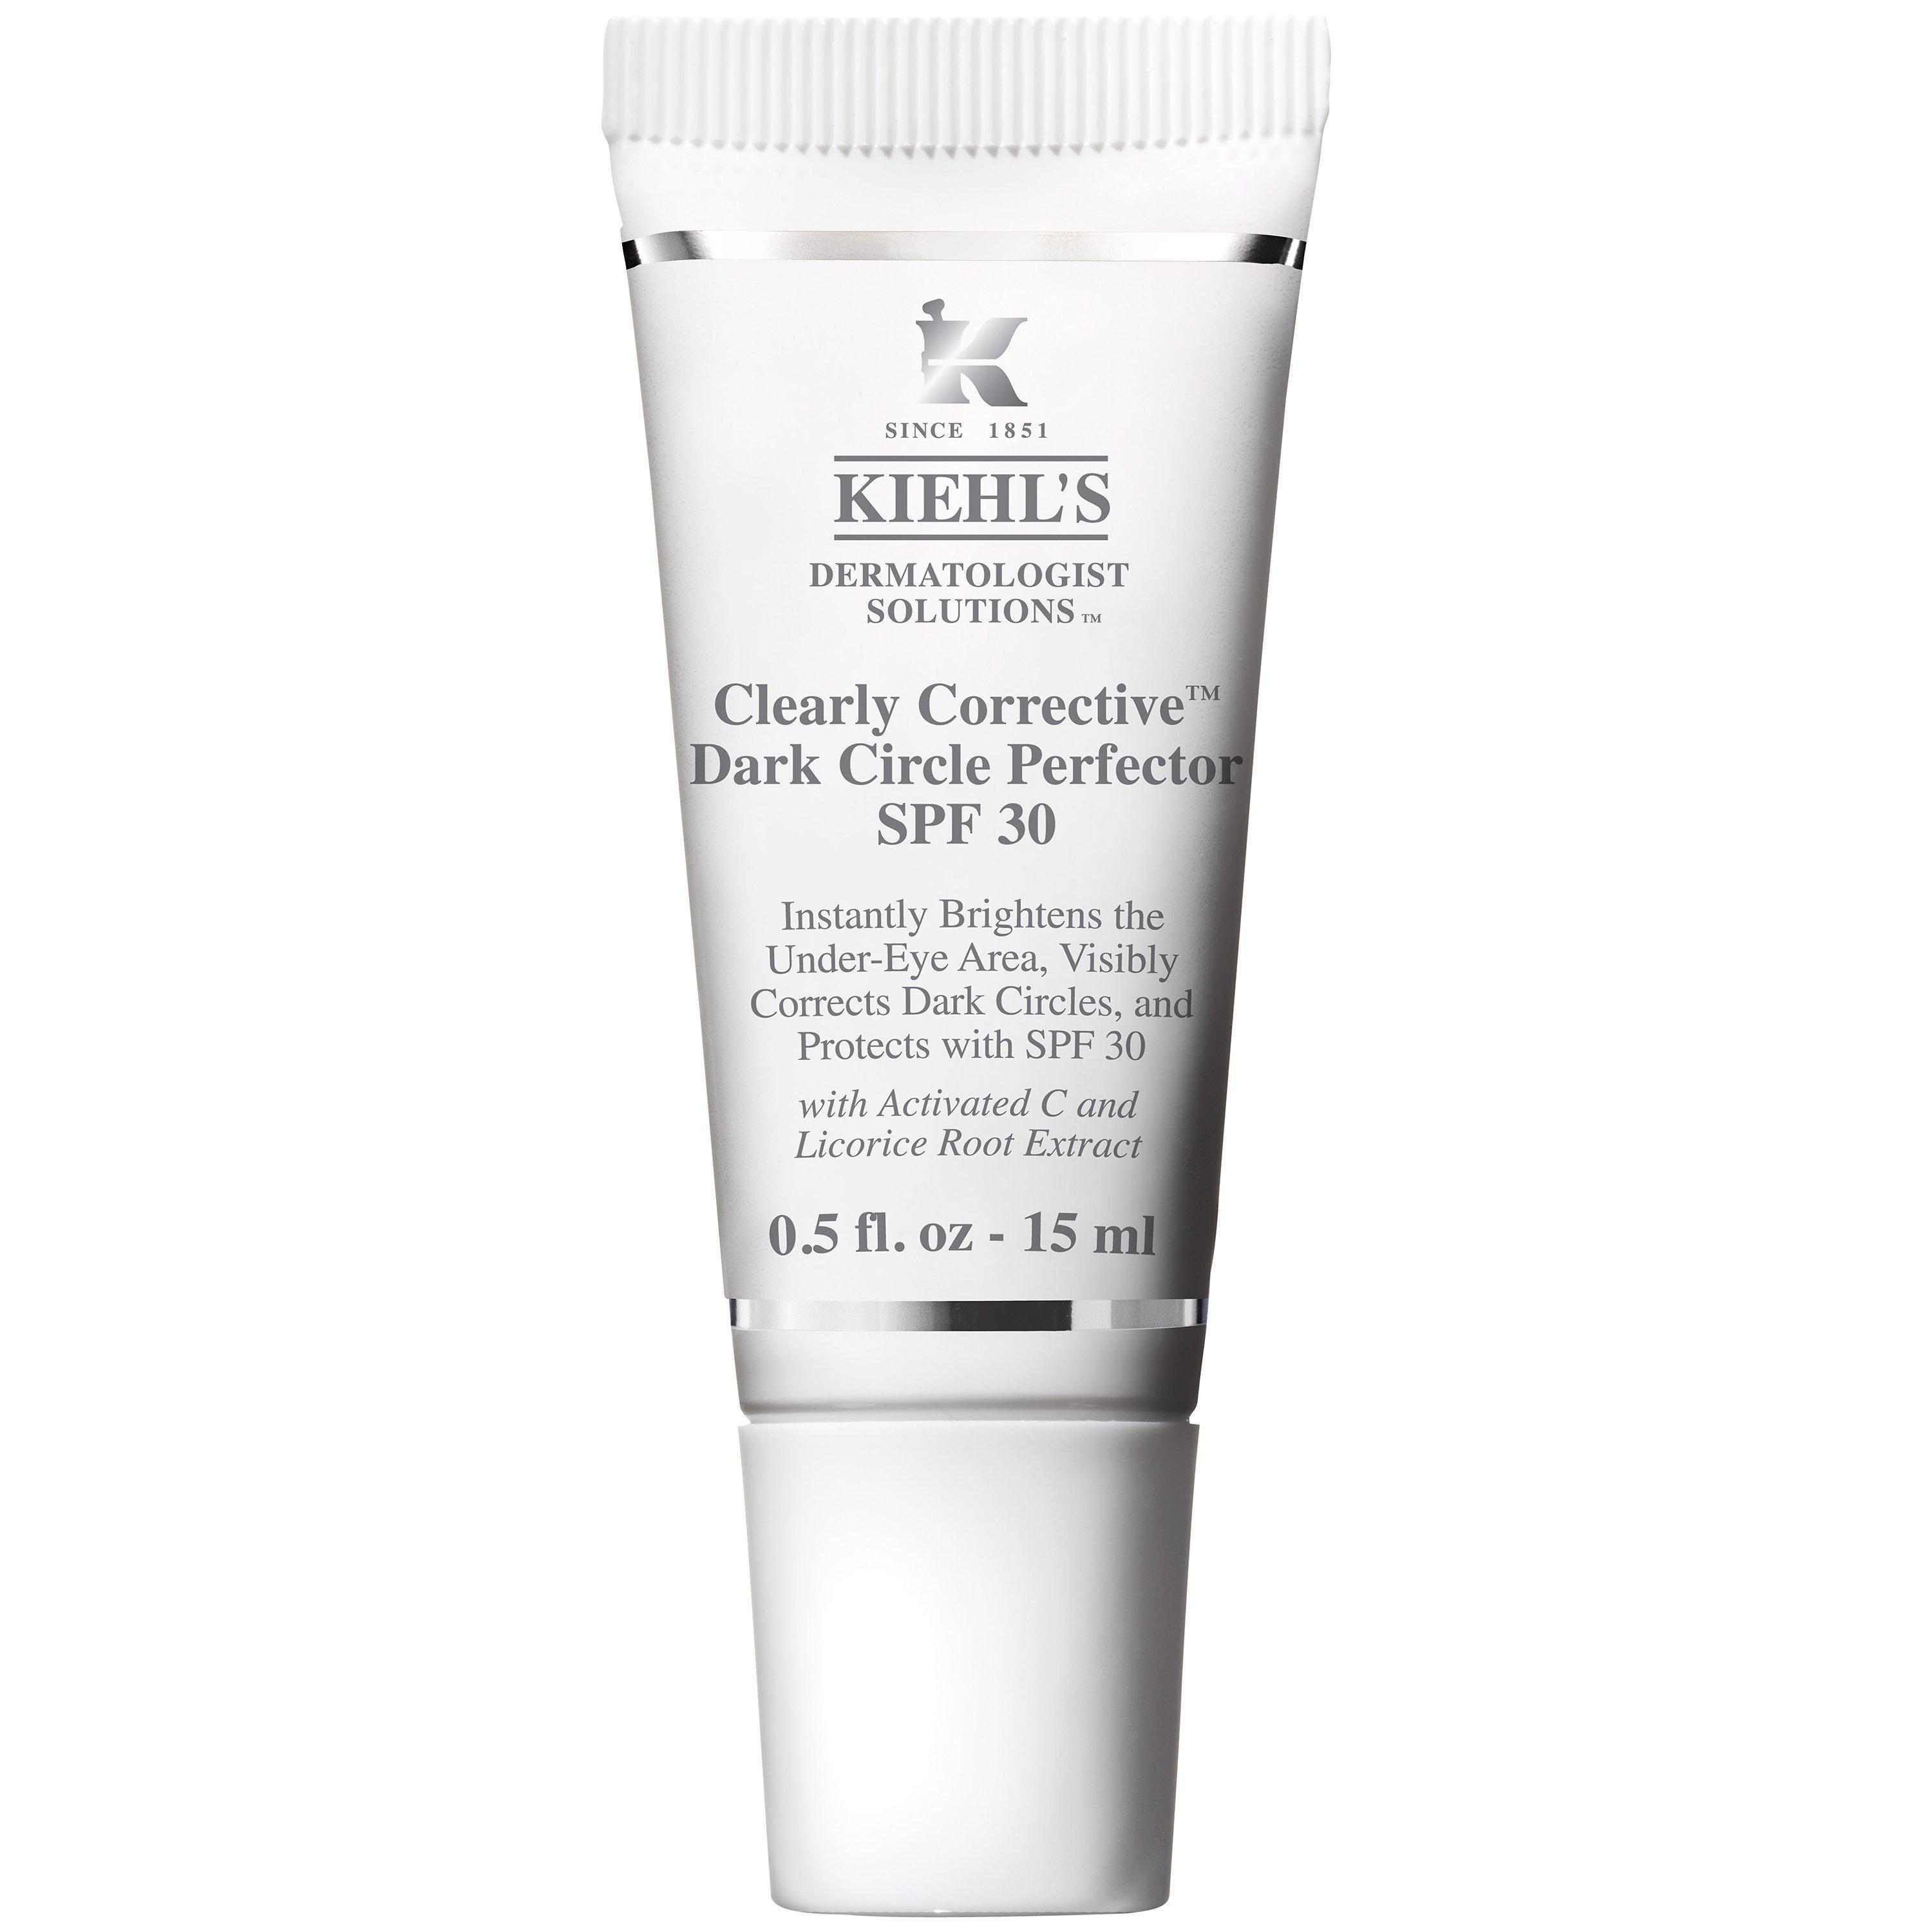 K
SINCE 1851
KIEHL'S
DERMATOLOGIST
SOLUTIONS™
Clearly Corrective™
Dark Circle Perfector
SPF 30
Instantly Brightens the
Under-Eye Area, Visibly
Corrects Dark Circles, and
Protects with SPF 30
with Activated C and
Licorice Root Extract
0.5 fl. oz - 15 ml